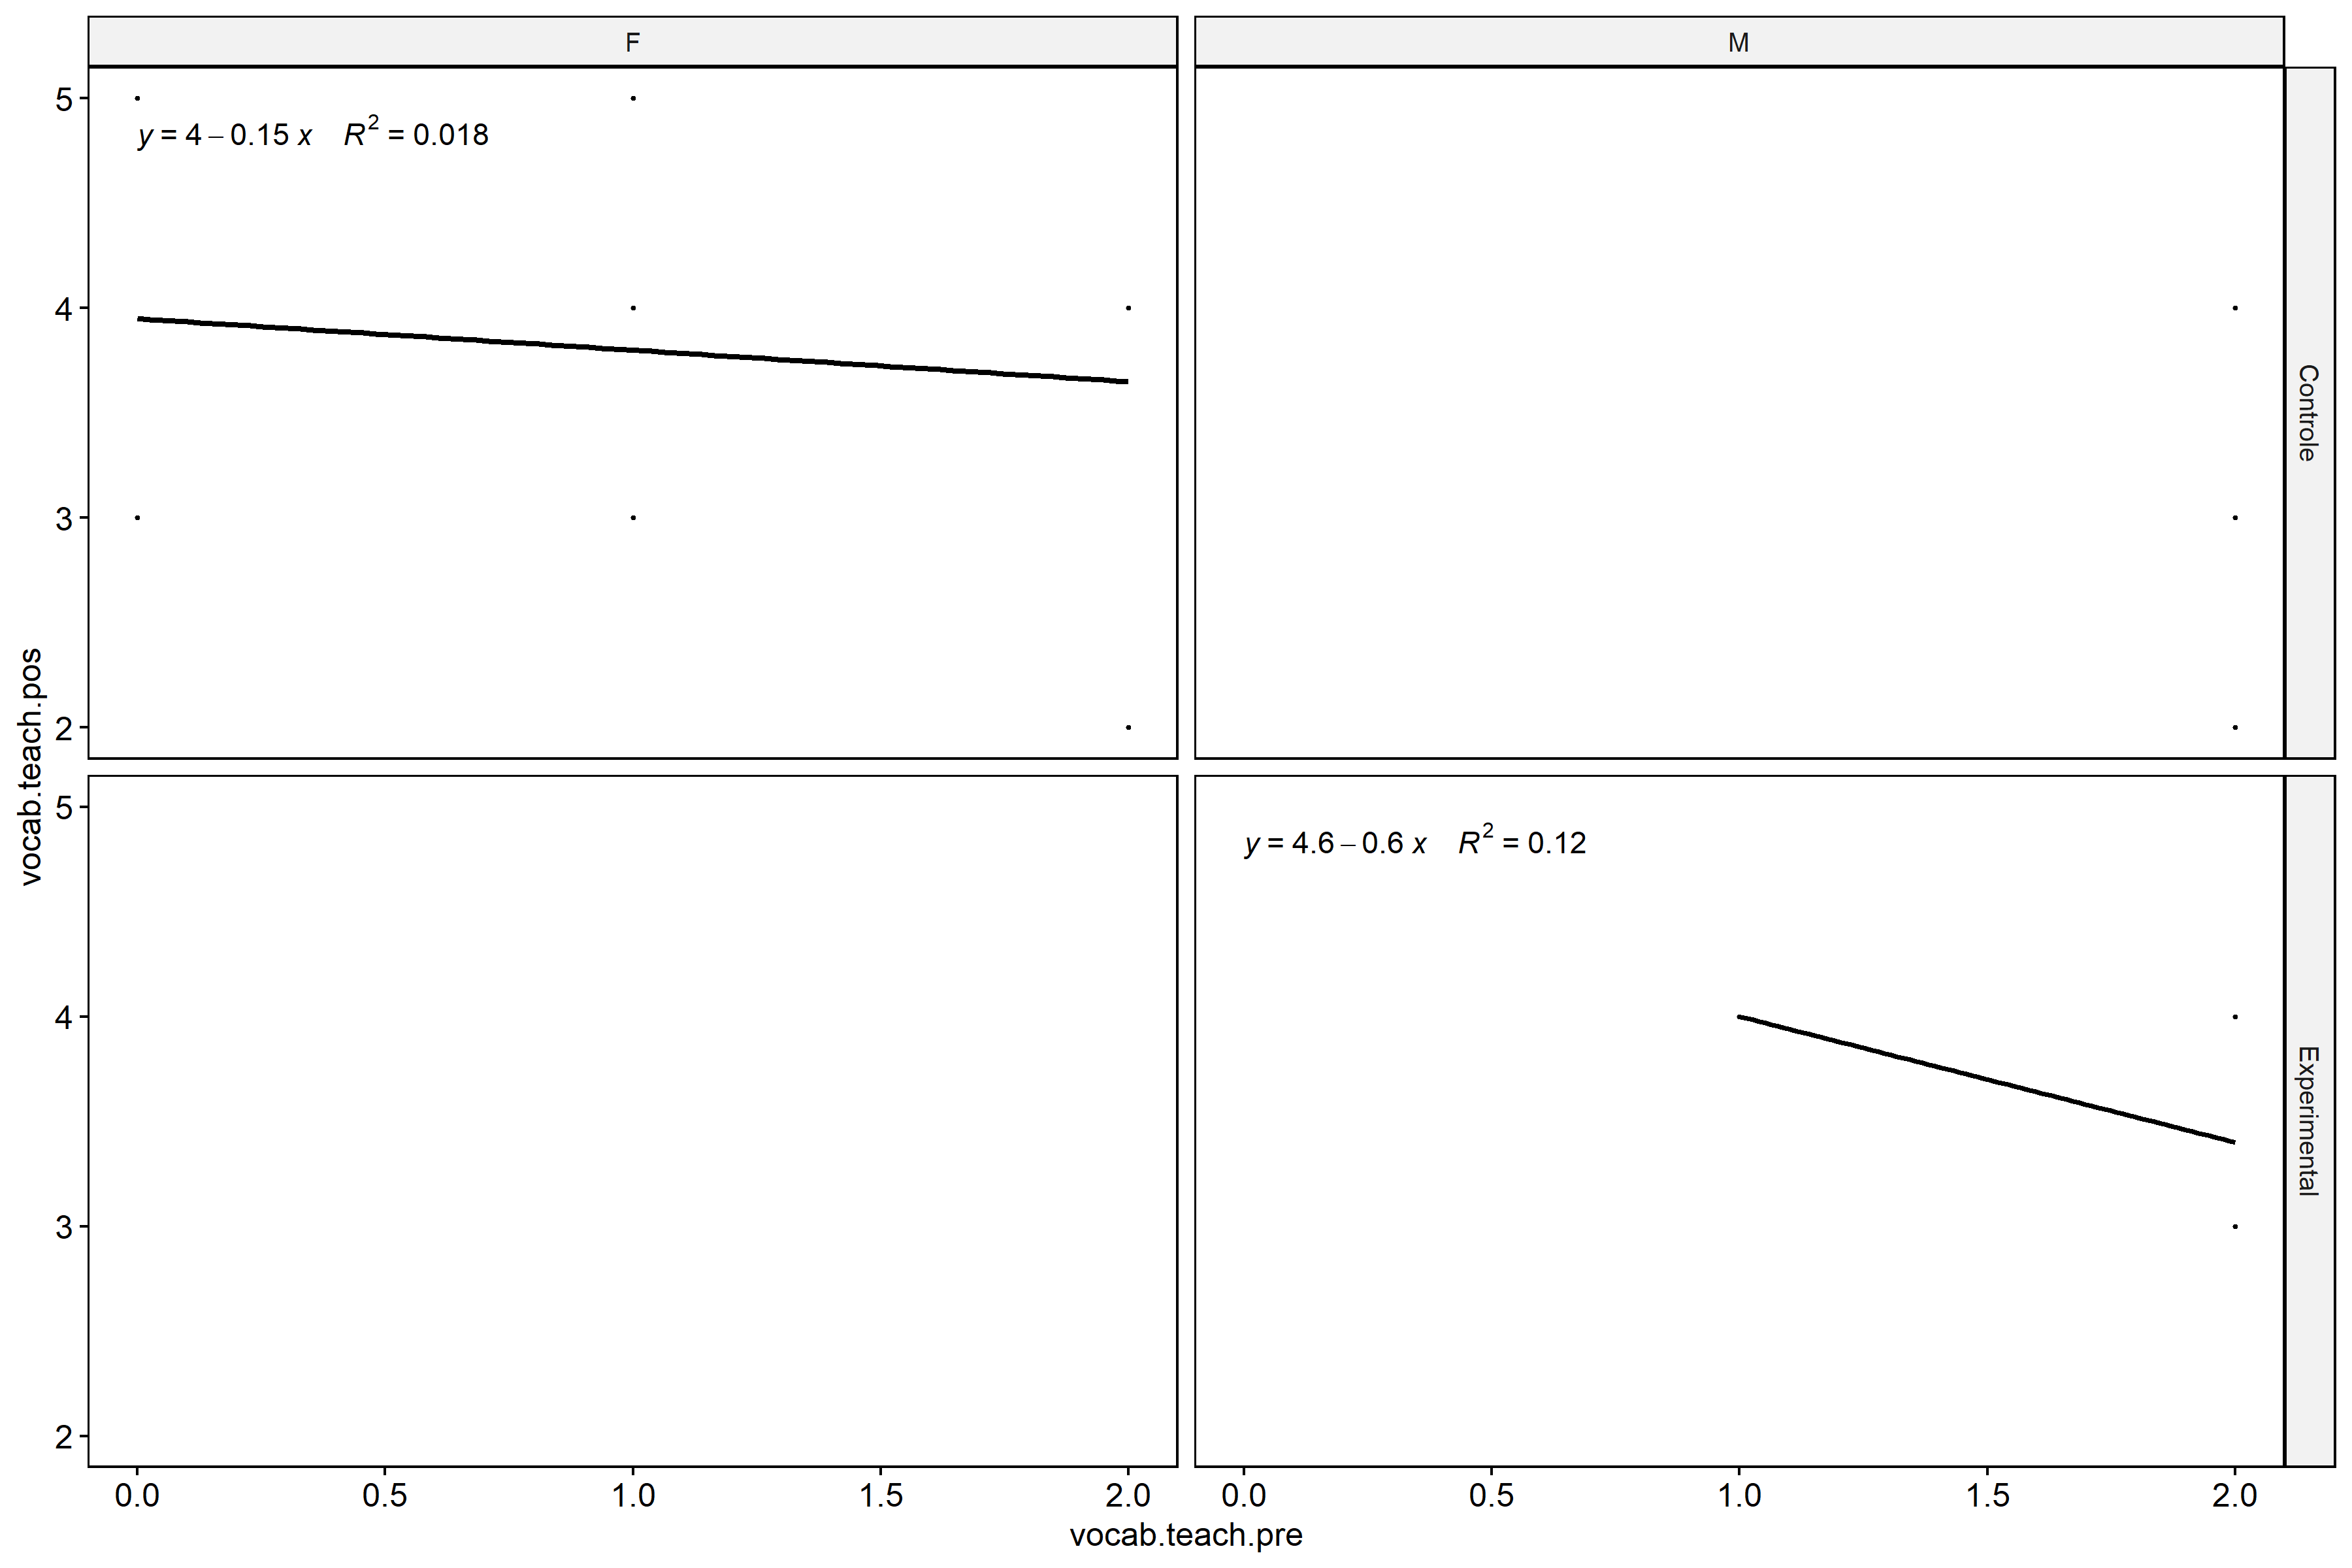 F
M
5
y = 4 − 0.15 x R² = 0.018
4
3
2
Controle
5
y = 4.6 − 0.6 x R² = 0.12
4
3
2
Experimental
0.0 0.5 1.0 1.5 2.0
0.0 0.5 1.0 1.5 2.0
vocab.teach.pre
vocab.teach.pos